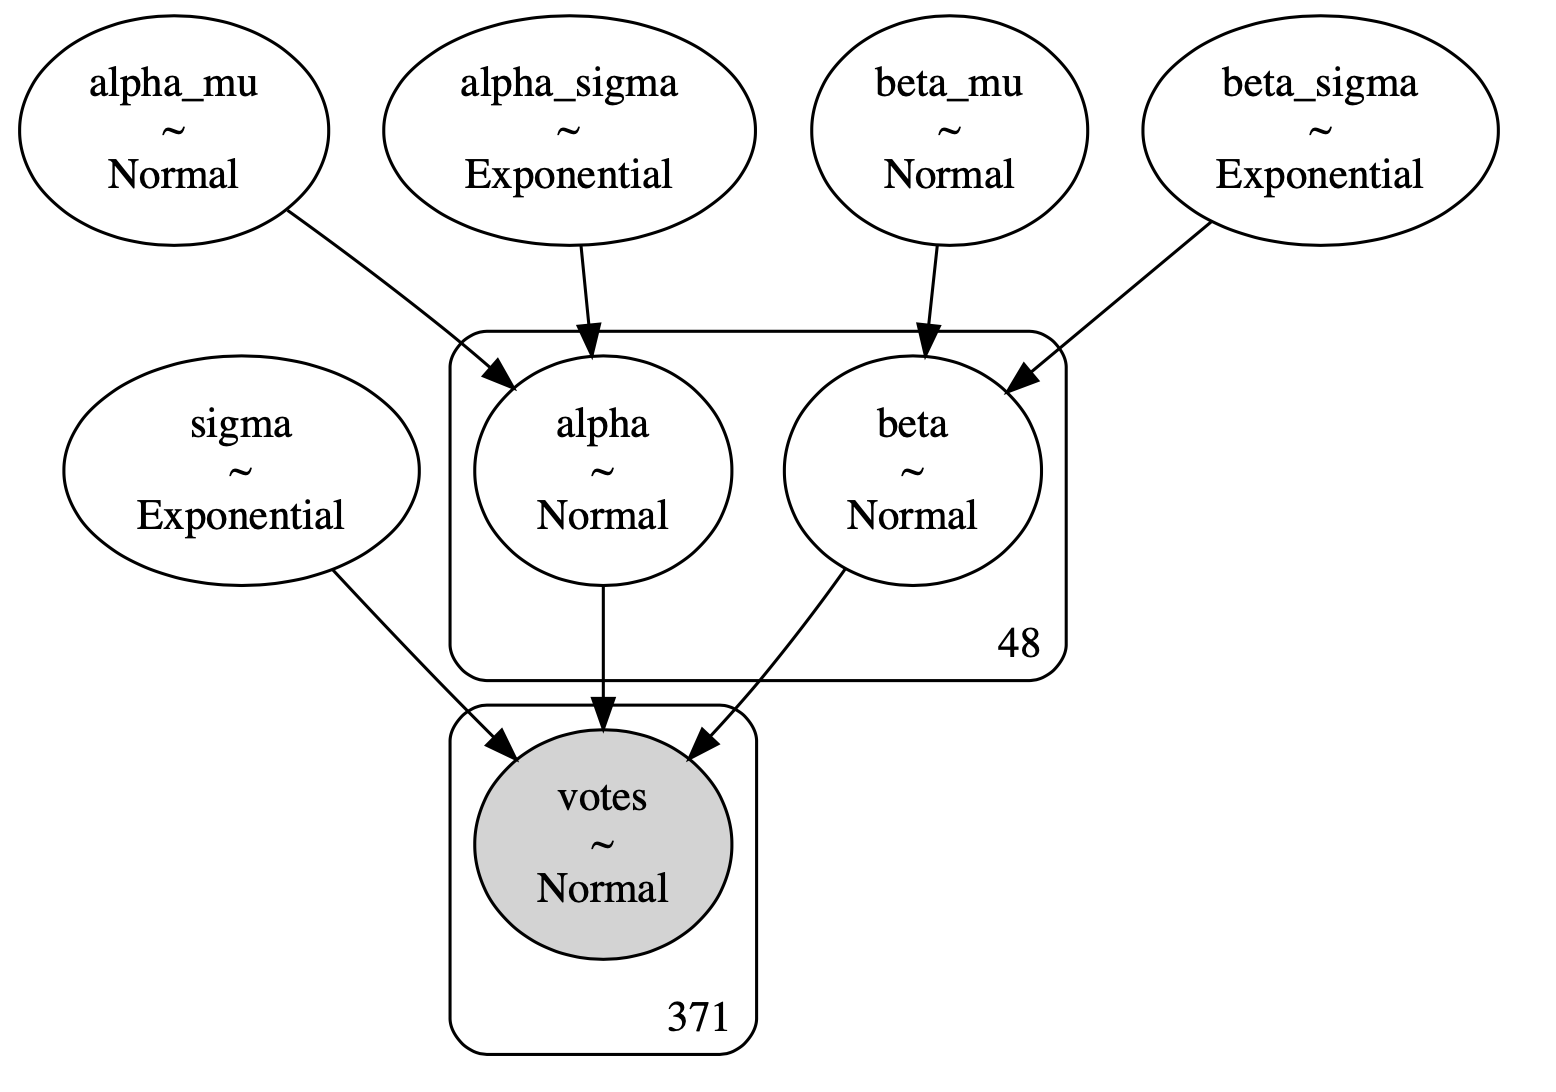 alpha_mu
~
Normal
alpha_sigma
~
Exponential
beta_mu
~
Normal
beta_sigma
~
Exponential
sigma
~
Exponential
alpha
~
Normal
beta
~
Normal
48
votes
~
Normal
371